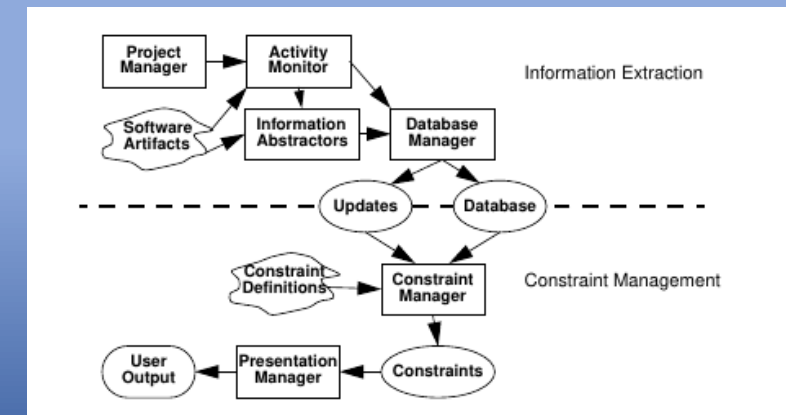 Project
Manager
Activity
Monitor
Information Extraction
Software
Artifacts
Information
Abstractors
Database
Manager
Updates
Database
Constraint
Definitions
Constraint
Manager
Constraint Management
User
Output
Presentation
Manager
Constraints